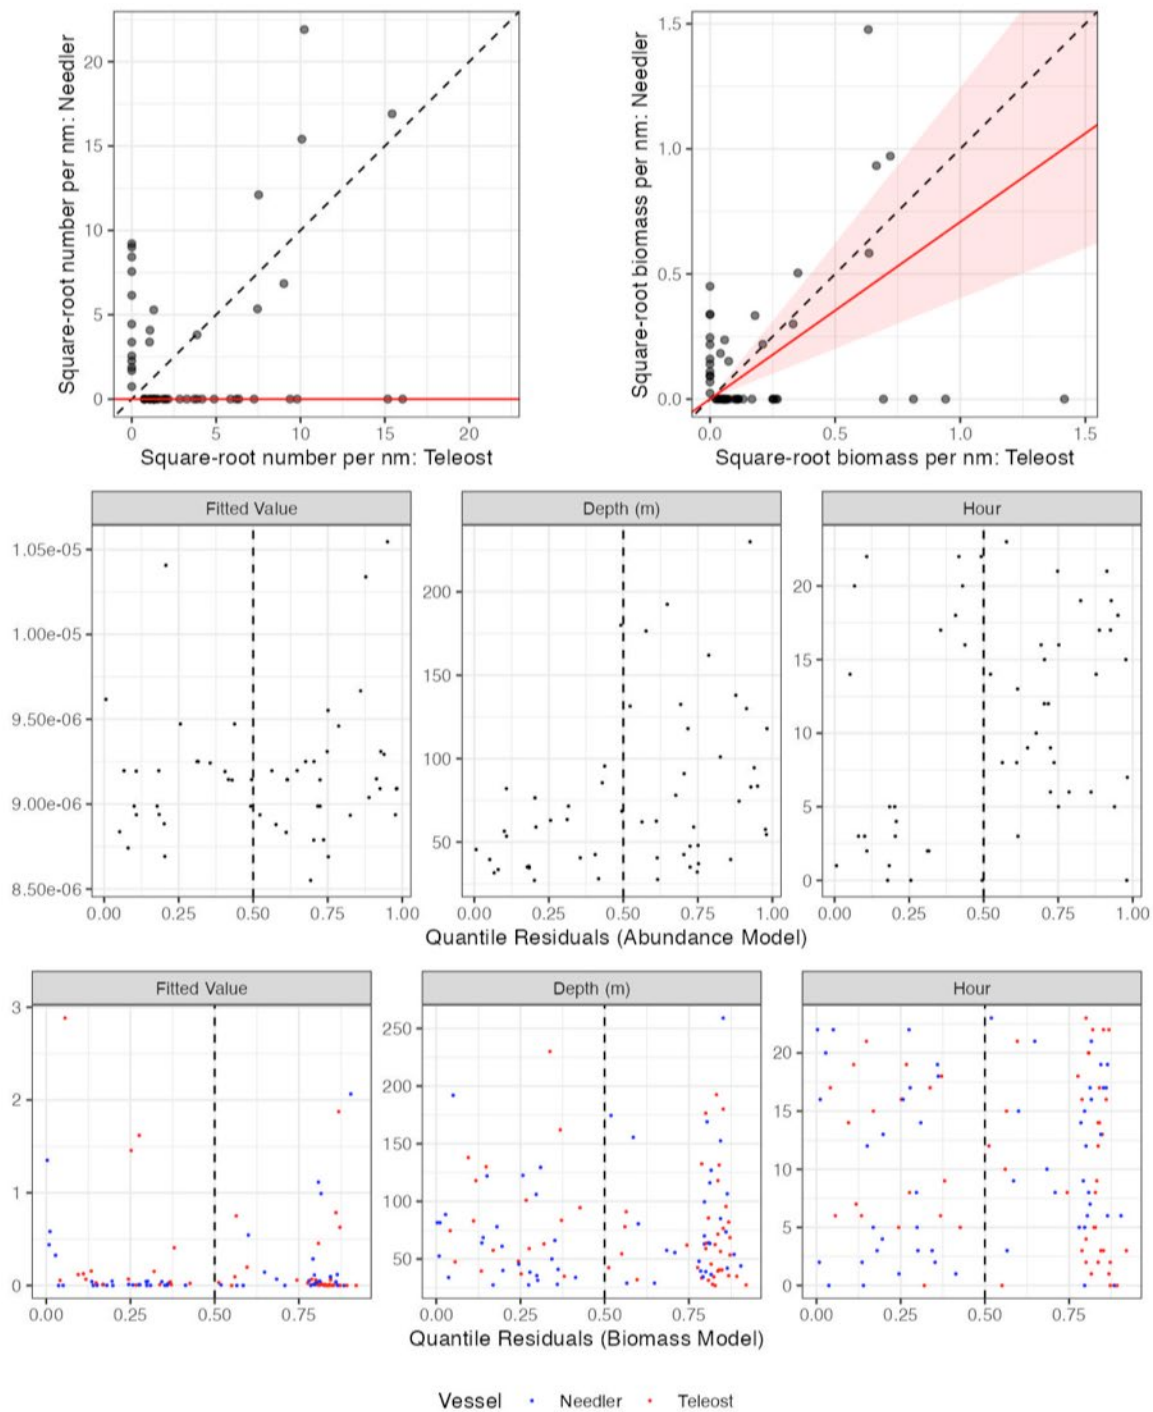 Square-root number per nm: Needler
20
15
10
5
0
0 5 10 15 20
Square-root number per nm: Teleost
Square-root biomass per nm: Needler
1.5
1.0
0.5
0.0
0.0 0.5 1.0 1.5
Square-root biomass per nm: Teleost
Fitted Value
1.05e-05
1.00e-05
9.50e-06
9.00e-06
8.50e-06
0.00 0.25 0.50 0.75 1.00
Depth (m)
200
150
100
50
0.00 0.25 0.50 0.75 1.00
Hour
20
15
10
5
0
0.00 0.25 0.50 0.75 1.00
Quantile Residuals (Abundance Model)
Fitted Value
3
2
1
0
0.00 0.25 0.50 0.75
Depth (m)
250
200
150
100
50
0.00 0.25 0.50 0.75
Hour
20
15
10
5
0
0.00 0.25 0.50 0.75
Quantile Residuals (Biomass Model)
Vessel Needler Teleost